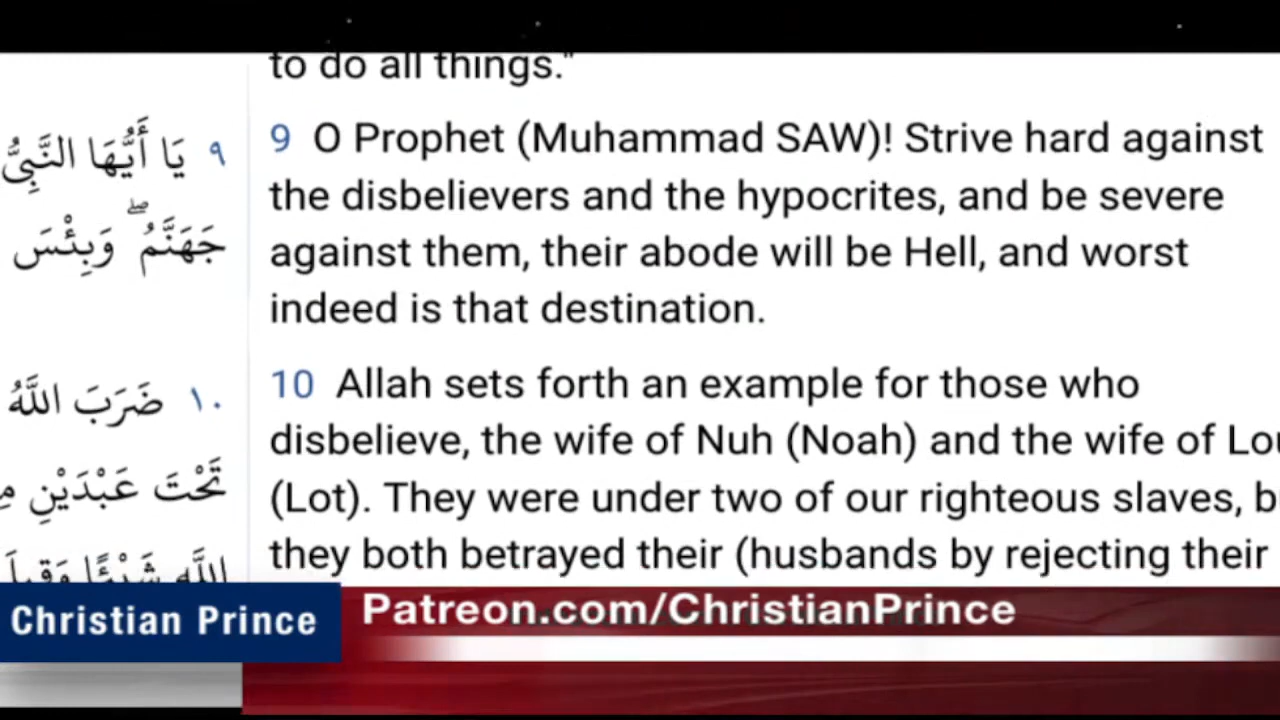 to do all things."
يَا أَيُّهَا النَّبِيُّ ٩
9 O Prophet (Muhammad SAW)! Strive hard against
the disbelievers and the hypocrites, and be severe
جَهَنَّمُ ۖ وَبِئْسَ
against them, their abode will be Hell, and worst
indeed is that destination.
ضَرَبَ اللَّهُ ١٠
10 Allah sets forth an example for those who
disbelieve, the wife of Nuh (Noah) and the wife of
تَحْتَ عَبْدَيْنِ
(Lot). They were under two of our righteous slaves,
they both betrayed their (husbands by rejecting their
Christian Prince
Patreon.com/ChristianPrince